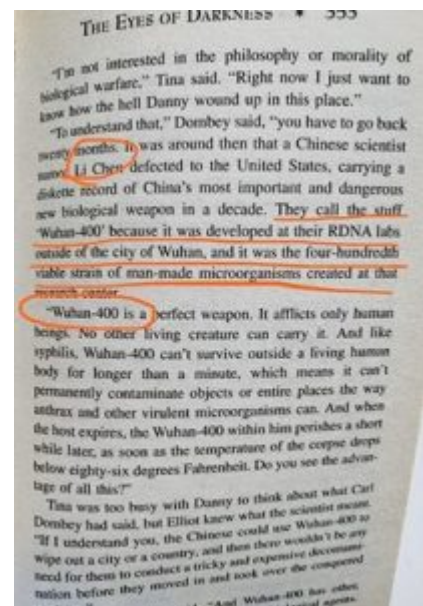 THE EYES OF DARKNESS • 333
"I'm not interested in the philosophy or morality of
biological warfare," Tina said. "Right now I just want to
know how the hell Danny wound up in this place."
"To understand that," Dombey said, "you have to go back
twenty months. It was around then that a Chinese scientist
named Li Chen defected to the United States, carrying a
diskette record of China's most important and dangerous
new biological weapon in a decade. They call the stuff
'Wuhan-400' because it was developed at their RDNA labs
outside of the city of Wuhan, and it was the four-hundredth
viable strain of man-made microorganisms created at that
research center.
"Wuhan-400 is a perfect weapon. It afflicts only human
beings. No other living creature can carry it. And like
syphilis, Wuhan-400 can't survive outside a living human
body for longer than a minute, which means it can't
permanently contaminate objects or entire places the way
anthrax and other virulent microorganisms can. And when
the host expires, the Wuhan-400 within him perishes a short
while later, as soon as the temperature of the corpse drops
below eighty-six degrees Fahrenheit. Do you see the advan-
tage of all this?"
Tina was too busy with Danny to think about what Carl
Dombey had said, but Elliot knew what the scientist meant.
"If I understand you, the Chinese could use Wuhan-400 to
wipe out a city or a country, and then there wouldn't be any
need for them to conduct a tricky and expensive decontami-
nation before they moved in and took over the conquered
"And Wuhan-400 has other,
agents.